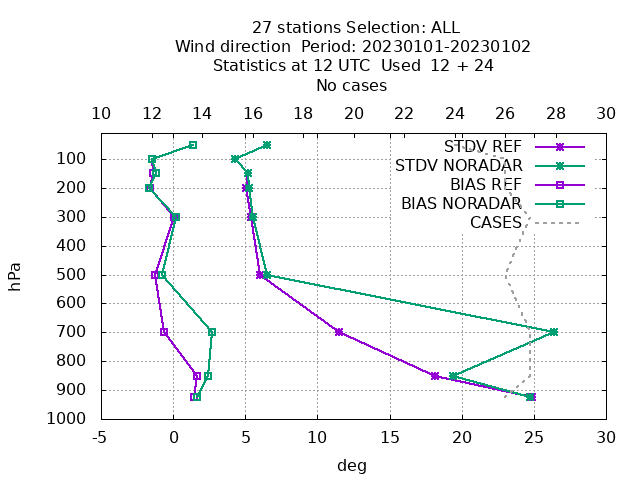 27 stations Selection: ALL
Wind direction  Period: 20230101-20230102
Statistics at 12 UTC  Used  12 + 24
No cases
10 12 14 16 18 20 22 24 26 28 30
STDV REF
STDV NORADAR
BIAS REF
BIAS NORADAR
CASES
100
200
300
400
500
600
700
800
900
1000
hPa
-5 0 5 10 15 20 25 30
deg